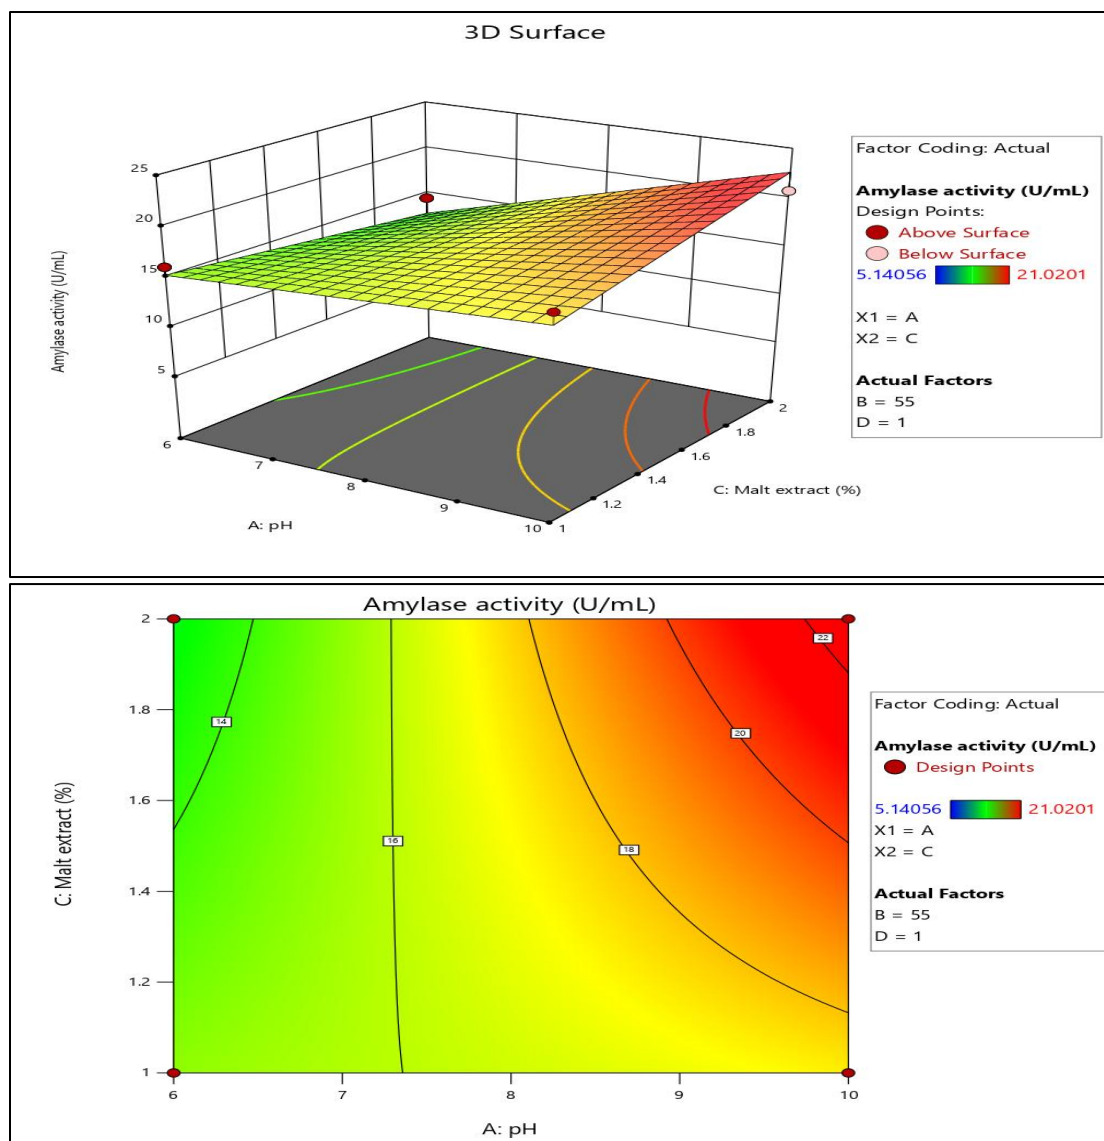 3D Surface
25
20
15
10
5
Amylase activity (U/mL)
6
7
8
9
10
A: pH
1
1.2
1.4
1.6
1.8
2
C: Malt extract (%)
Factor Coding: Actual
Amylase activity (U/mL)
Design Points:
Above Surface
Below Surface
5.14056 21.0201
X1 = A
X2 = C
Actual Factors
B = 55
D = 1
Amylase activity (U/mL)
2
1.8
1.6
1.4
1.2
1
C: Malt extract (%)
14
16
18
20
22
6 7 8 9 10
A: pH
Factor Coding: Actual
Amylase activity (U/mL)
Design Points
5.14056 21.0201
X1 = A
X2 = C
Actual Factors
B = 55
D = 1